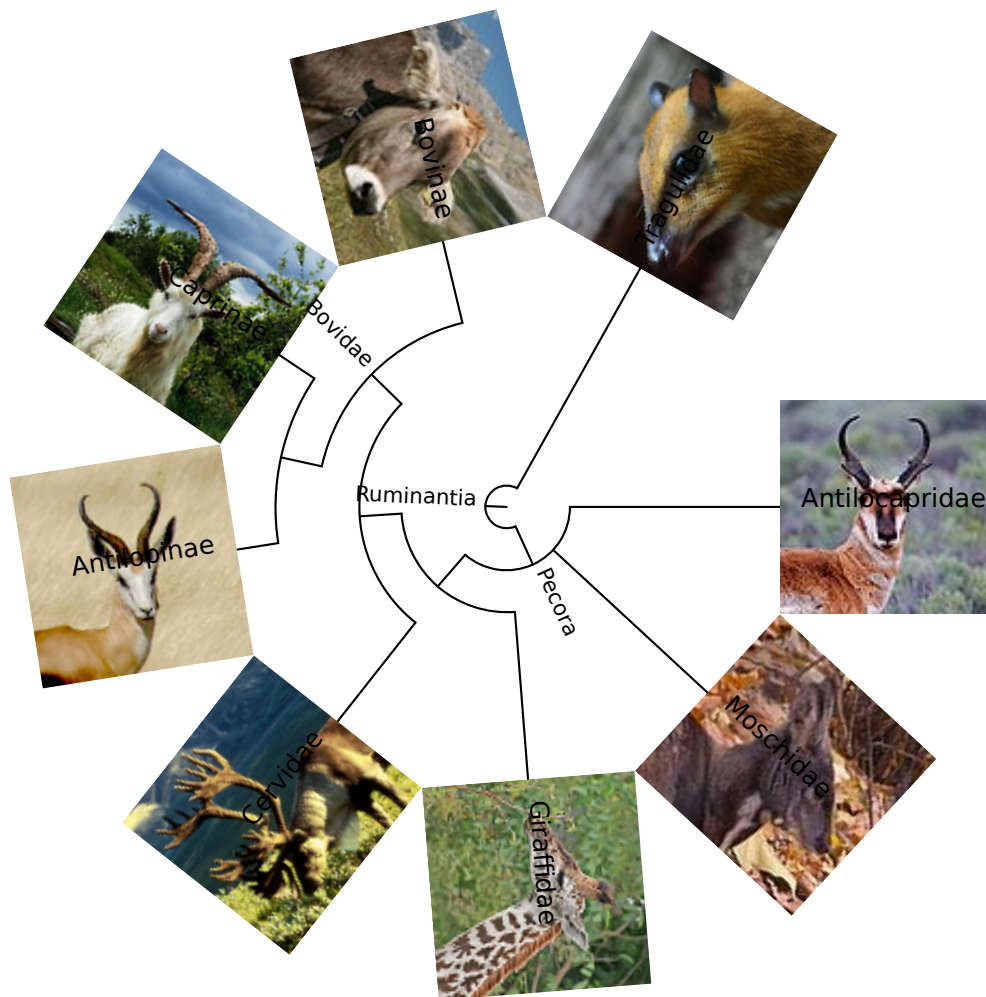 Bovinae
Tragulidae
Caprinae
Bovidae
Ruminantia
Antilocapridae
Antilopinae
Pecora
Moschidae
Cervidae
Giraffidae